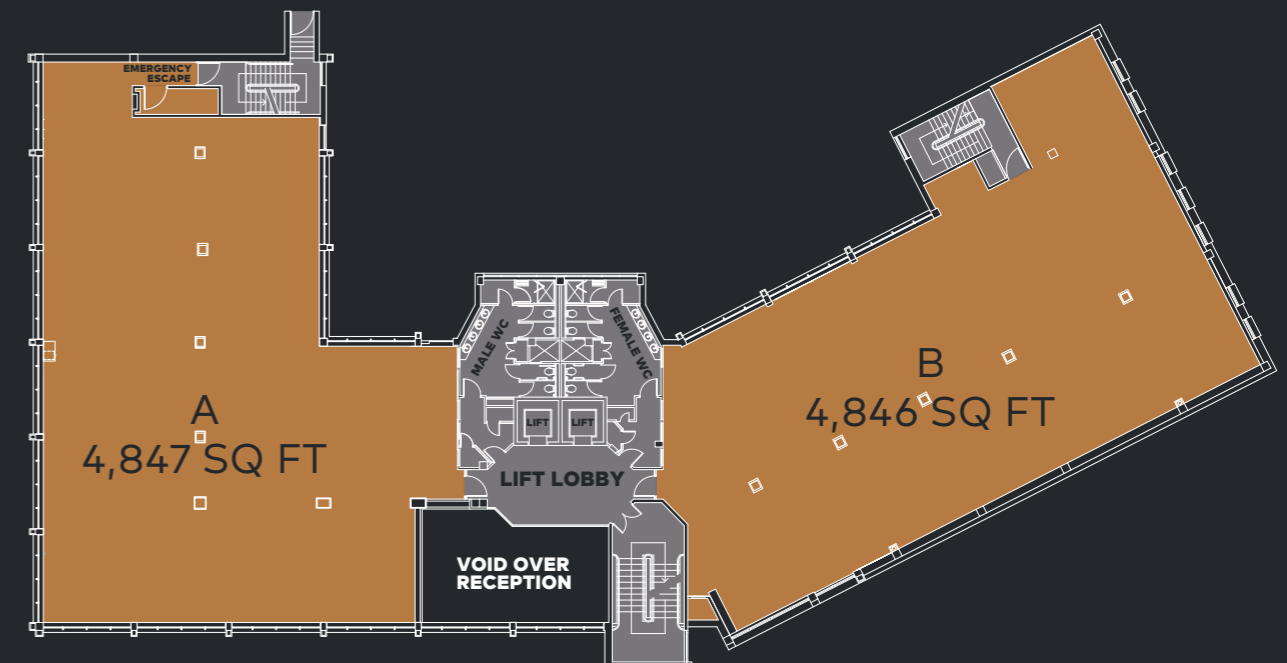 EMERGENCY
ESCAPE
MALE WC
FEMALE WC
A
4,847 SQ FT
B
4,846 SQ FT
LIFT
LIFT
LIFT LOBBY
VOID OVER
RECEPTION